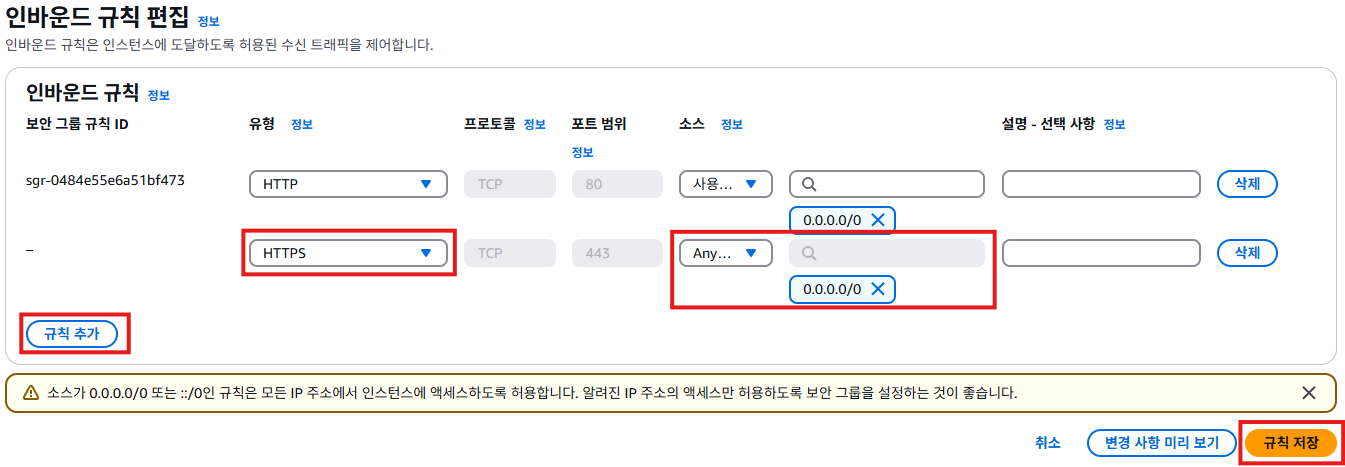 인바운드 규칙 편집 정보
인바운드 규칙은 인스턴스에 도달하도록 허용된 수신 트래픽을 제어합니다.
인바운드 규칙 정보
보안 그룹 규칙 ID 유형 정보 프로토콜 정보 포트 범위 정보 소스 정보 설명 - 선택 사항 정보
sgr-0484e55e6a51bf473 HTTP TCP 80 사용... 삭제
0.0.0.0/0
– HTTPS TCP 443 Any... 삭제
0.0.0.0/0
규칙 추가
소스가 0.0.0.0/0 또는 ::/0인 규칙은 모든 IP 주소에서 인스턴스에 액세스하도록 허용합니다. 알려진 IP 주소의 액세스만 허용하도록 보안 그룹을 설정하는 것이 좋습니다.
취소 변경 사항 미리 보기 규칙 저장